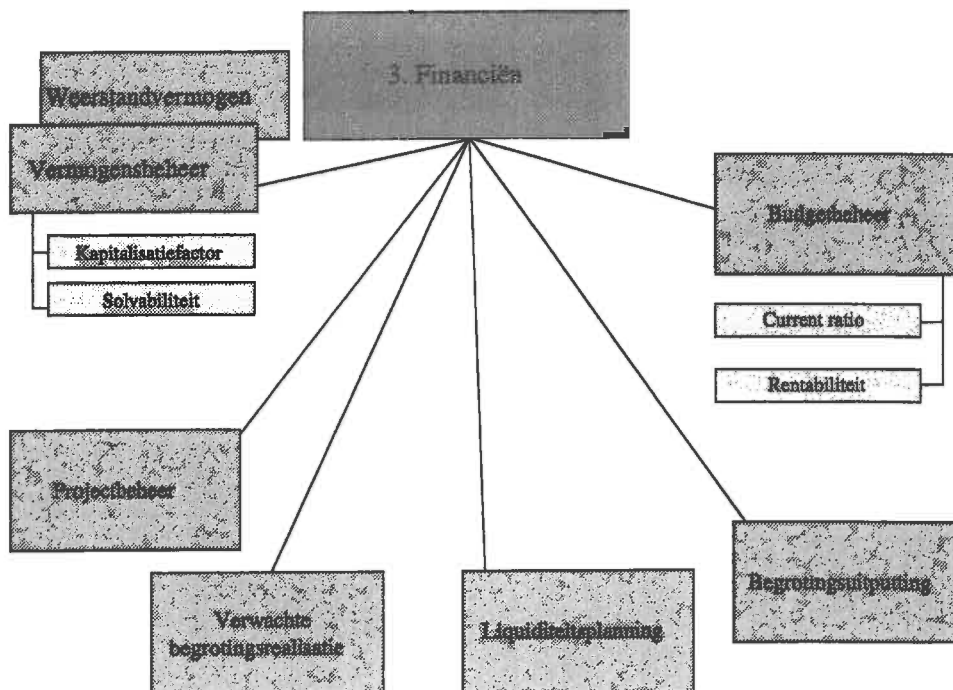 3. Financiën
Weerstandvermogen
Vermogensbeheer
Kapitalisatiefactor
Solvabiliteit
Budgetbeheer
Current ratio
Rentabiliteit
Projectbeheer
Verwachte
begrotingsrealisatie
Liquiditeitsplanning
Begrotingsuitputting